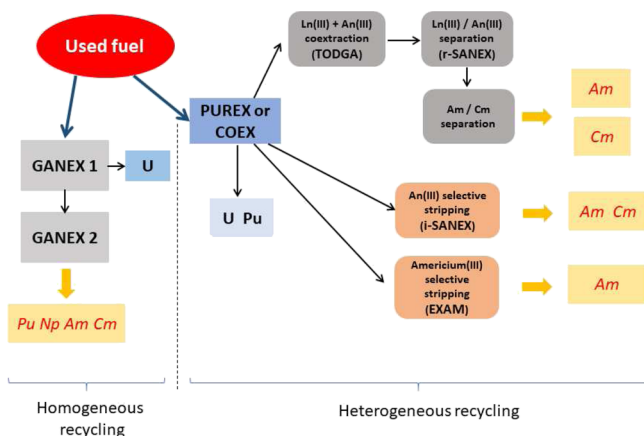 Used fuel
GANEX 1
U
GANEX 2
Pu Np Am Cm
Homogeneous
recycling
PUREX or
COEX
U Pu
Ln(III) + An(III)
coextraction
(TODGA)
Ln(III) / An(III)
separation
(r-SANEX)
Am / Cm
separation
Am
Cm
An(III) selective
stripping
(i-SANEX)
Am Cm
Americium(III)
selective
stripping
(EXAM)
Am
Heterogeneous recycling